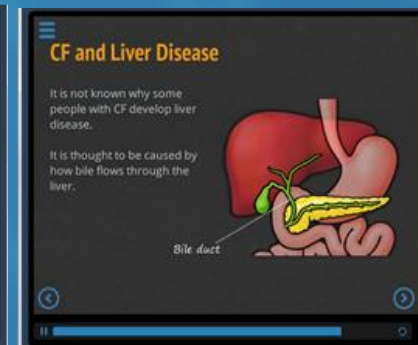 CF and Liver Disease
It is not known why some
people with CF develop liver
disease.
It is thought to be caused by
how bile flows through the
liver.
Bile duct